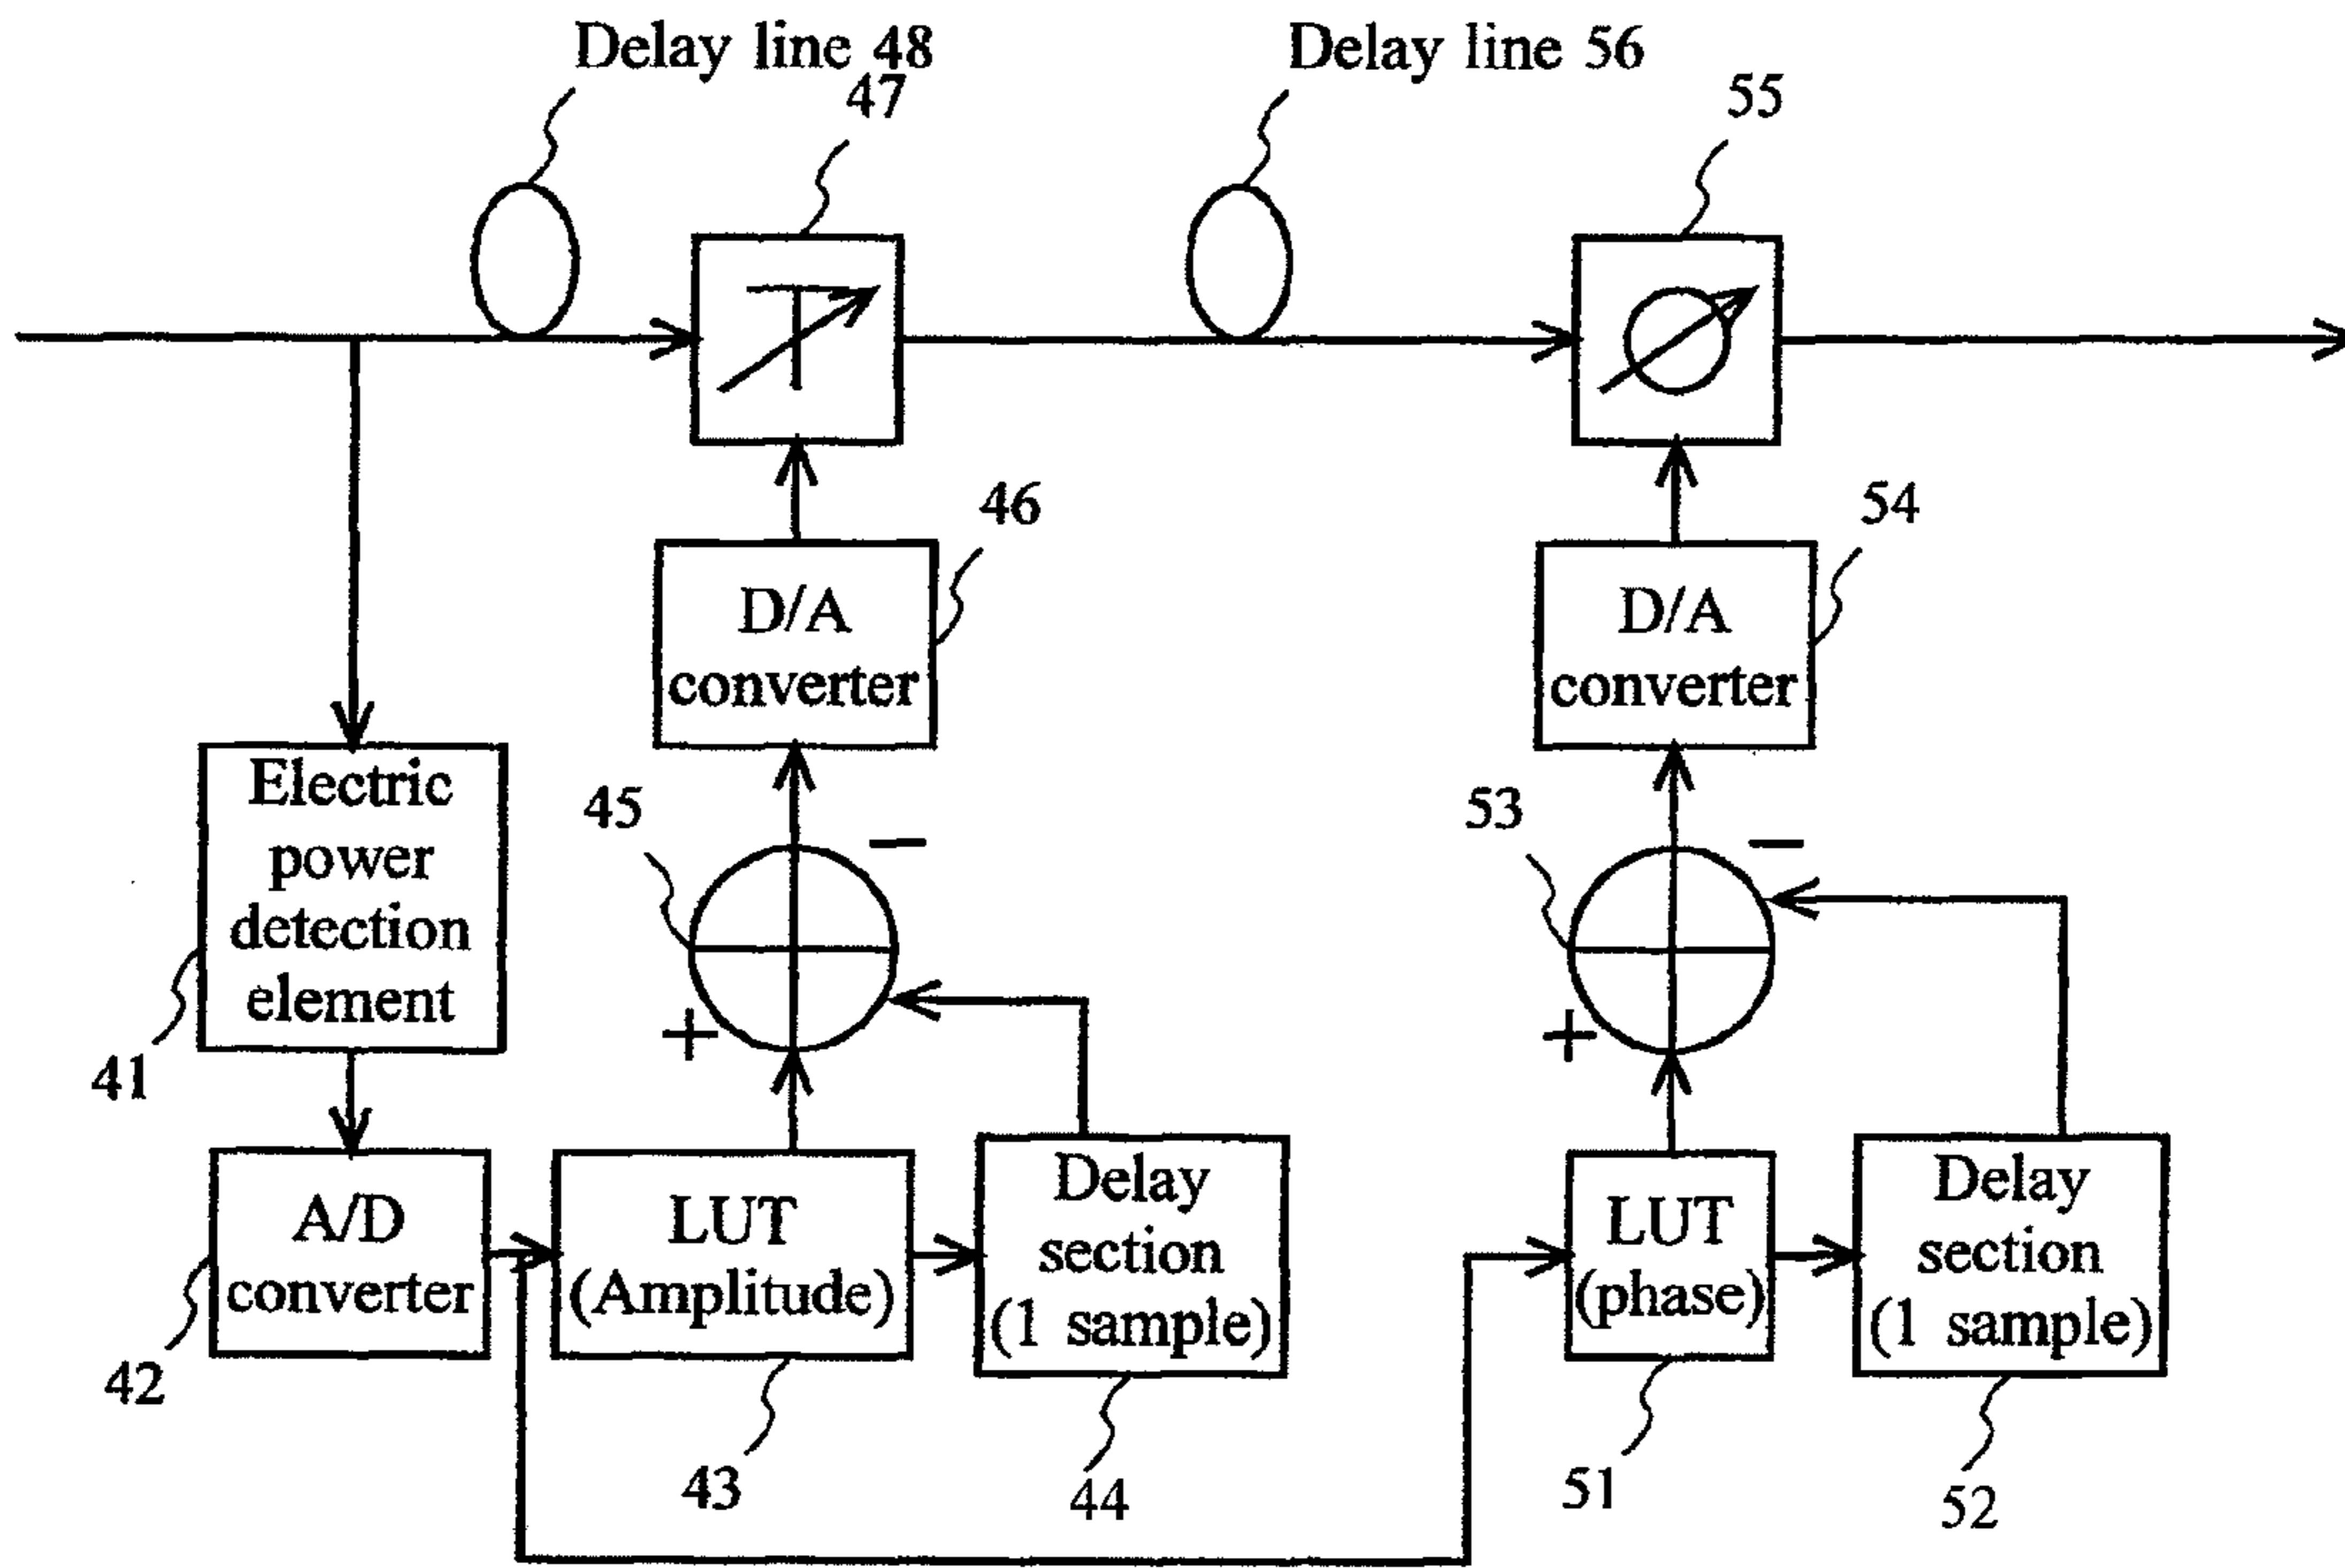 Delay line 48
47
Delay line 56
55
46
54
D/A
converter
D/A
converter
Electric
power
detection
element
41
45
−
+
53
−
+
A/D
converter
42
LUT
(Amplitude)
43
Delay
section
(1 sample)
44
LUT
(phase)
51
Delay
section
(1 sample)
52